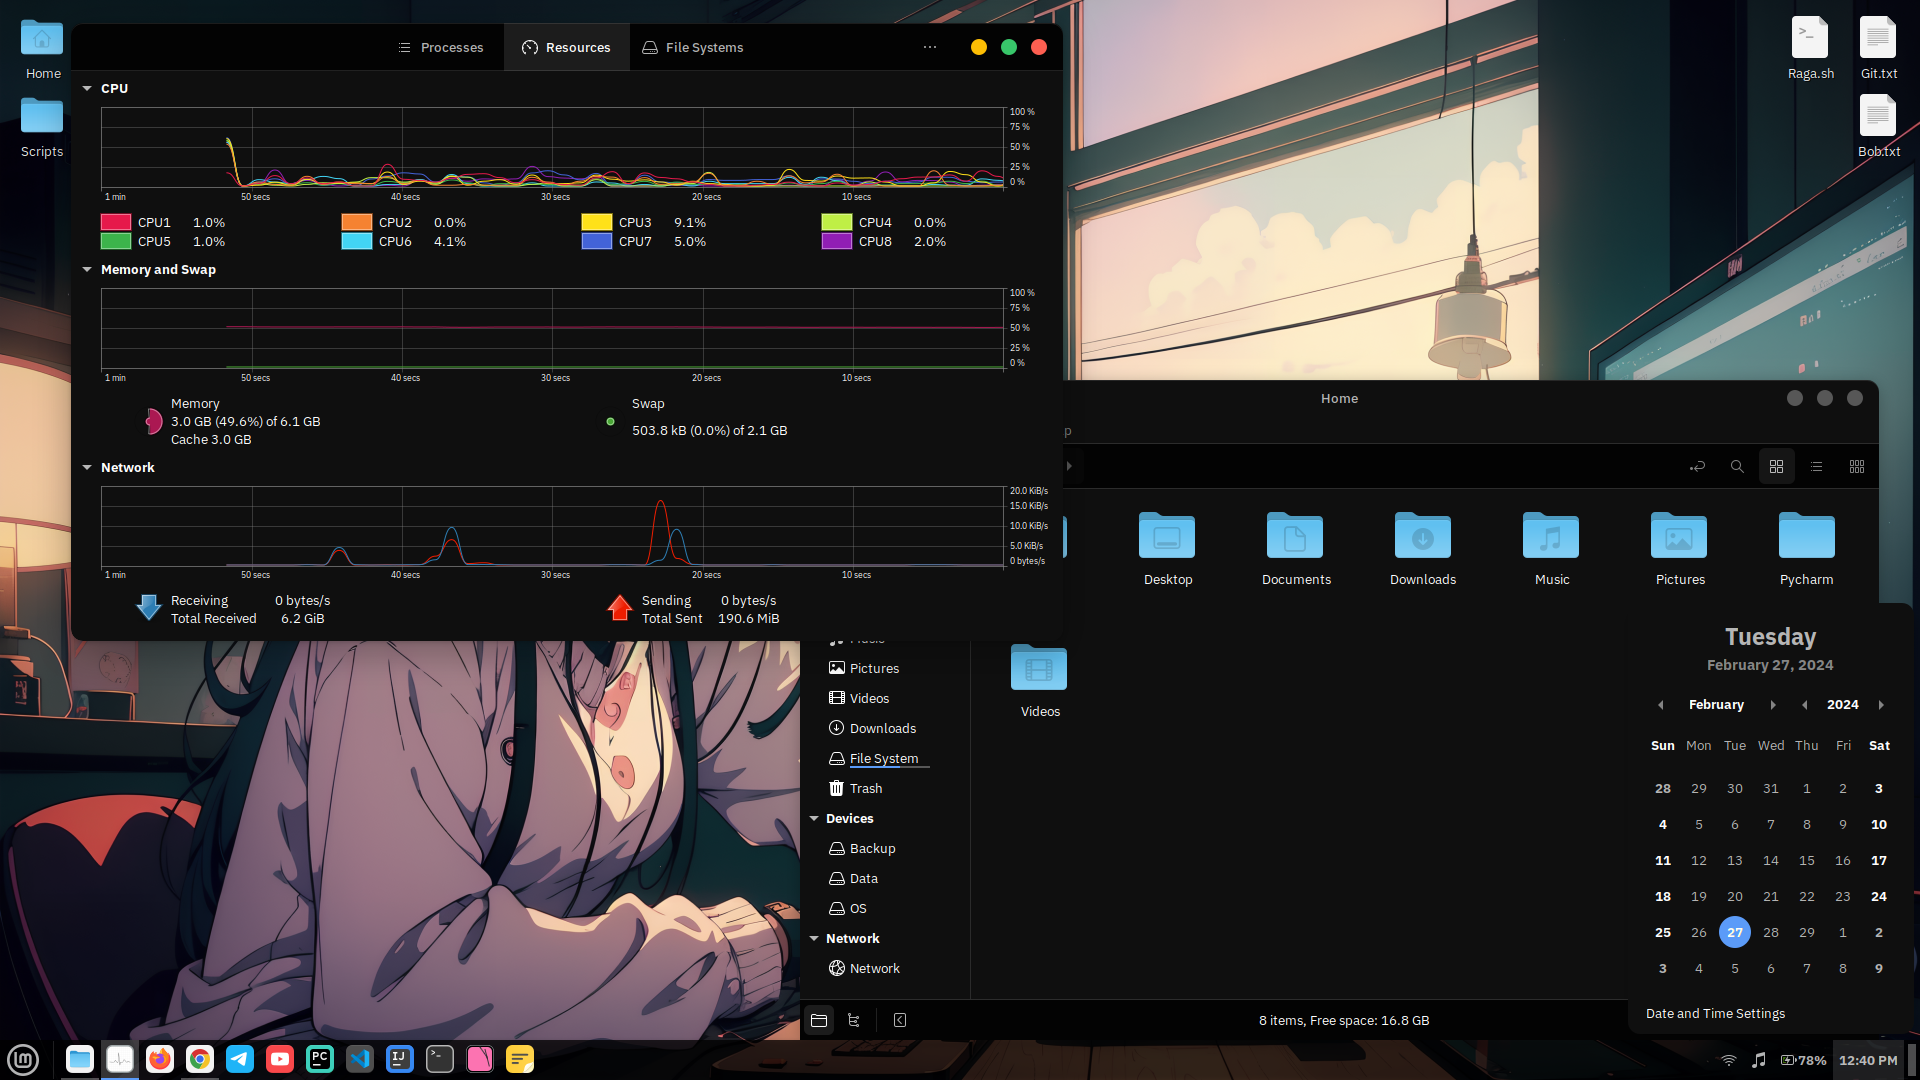 Home
Scripts
Raga.sh
Git.txt
Bob.txt
Processes
Resources
File Systems
CPU
100 %
75 %
50 %
25 %
0 %
1 min 50 secs 40 secs 30 secs 20 secs 10 secs
CPU1 1.0% CPU2 0.0% CPU3 9.1% CPU4 0.0%
CPU5 1.0% CPU6 4.1% CPU7 5.0% CPU8 2.0%
Memory and Swap
100 %
75 %
50 %
25 %
0 %
1 min 50 secs 40 secs 30 secs 20 secs 10 secs
Memory
3.0 GB (49.6%) of 6.1 GB
Cache 3.0 GB
Swap
503.8 kB (0.0%) of 2.1 GB
Network
20.0 KiB/s
15.0 KiB/s
10.0 KiB/s
5.0 KiB/s
0 bytes/s
1 min 50 secs 40 secs 30 secs 20 secs 10 secs
Receiving 0 bytes/s
Total Received 6.2 GiB
Sending 0 bytes/s
Total Sent 190.6 MiB
Home
p
Desktop
Documents
Downloads
Music
Pictures
Pycharm
Videos
Music
Pictures
Videos
Downloads
File System
Trash
Devices
Backup
Data
OS
Network
Network
8 items, Free space: 16.8 GB
Tuesday
February 27, 2024
February 2024
Sun Mon Tue Wed Thu Fri Sat
28 29 30 31 1 2 3
4 5 6 7 8 9 10
11 12 13 14 15 16 17
18 19 20 21 22 23 24
25 26 27 28 29 1 2
3 4 5 6 7 8 9
Date and Time Settings
PC
IJ
78%
12:40 PM